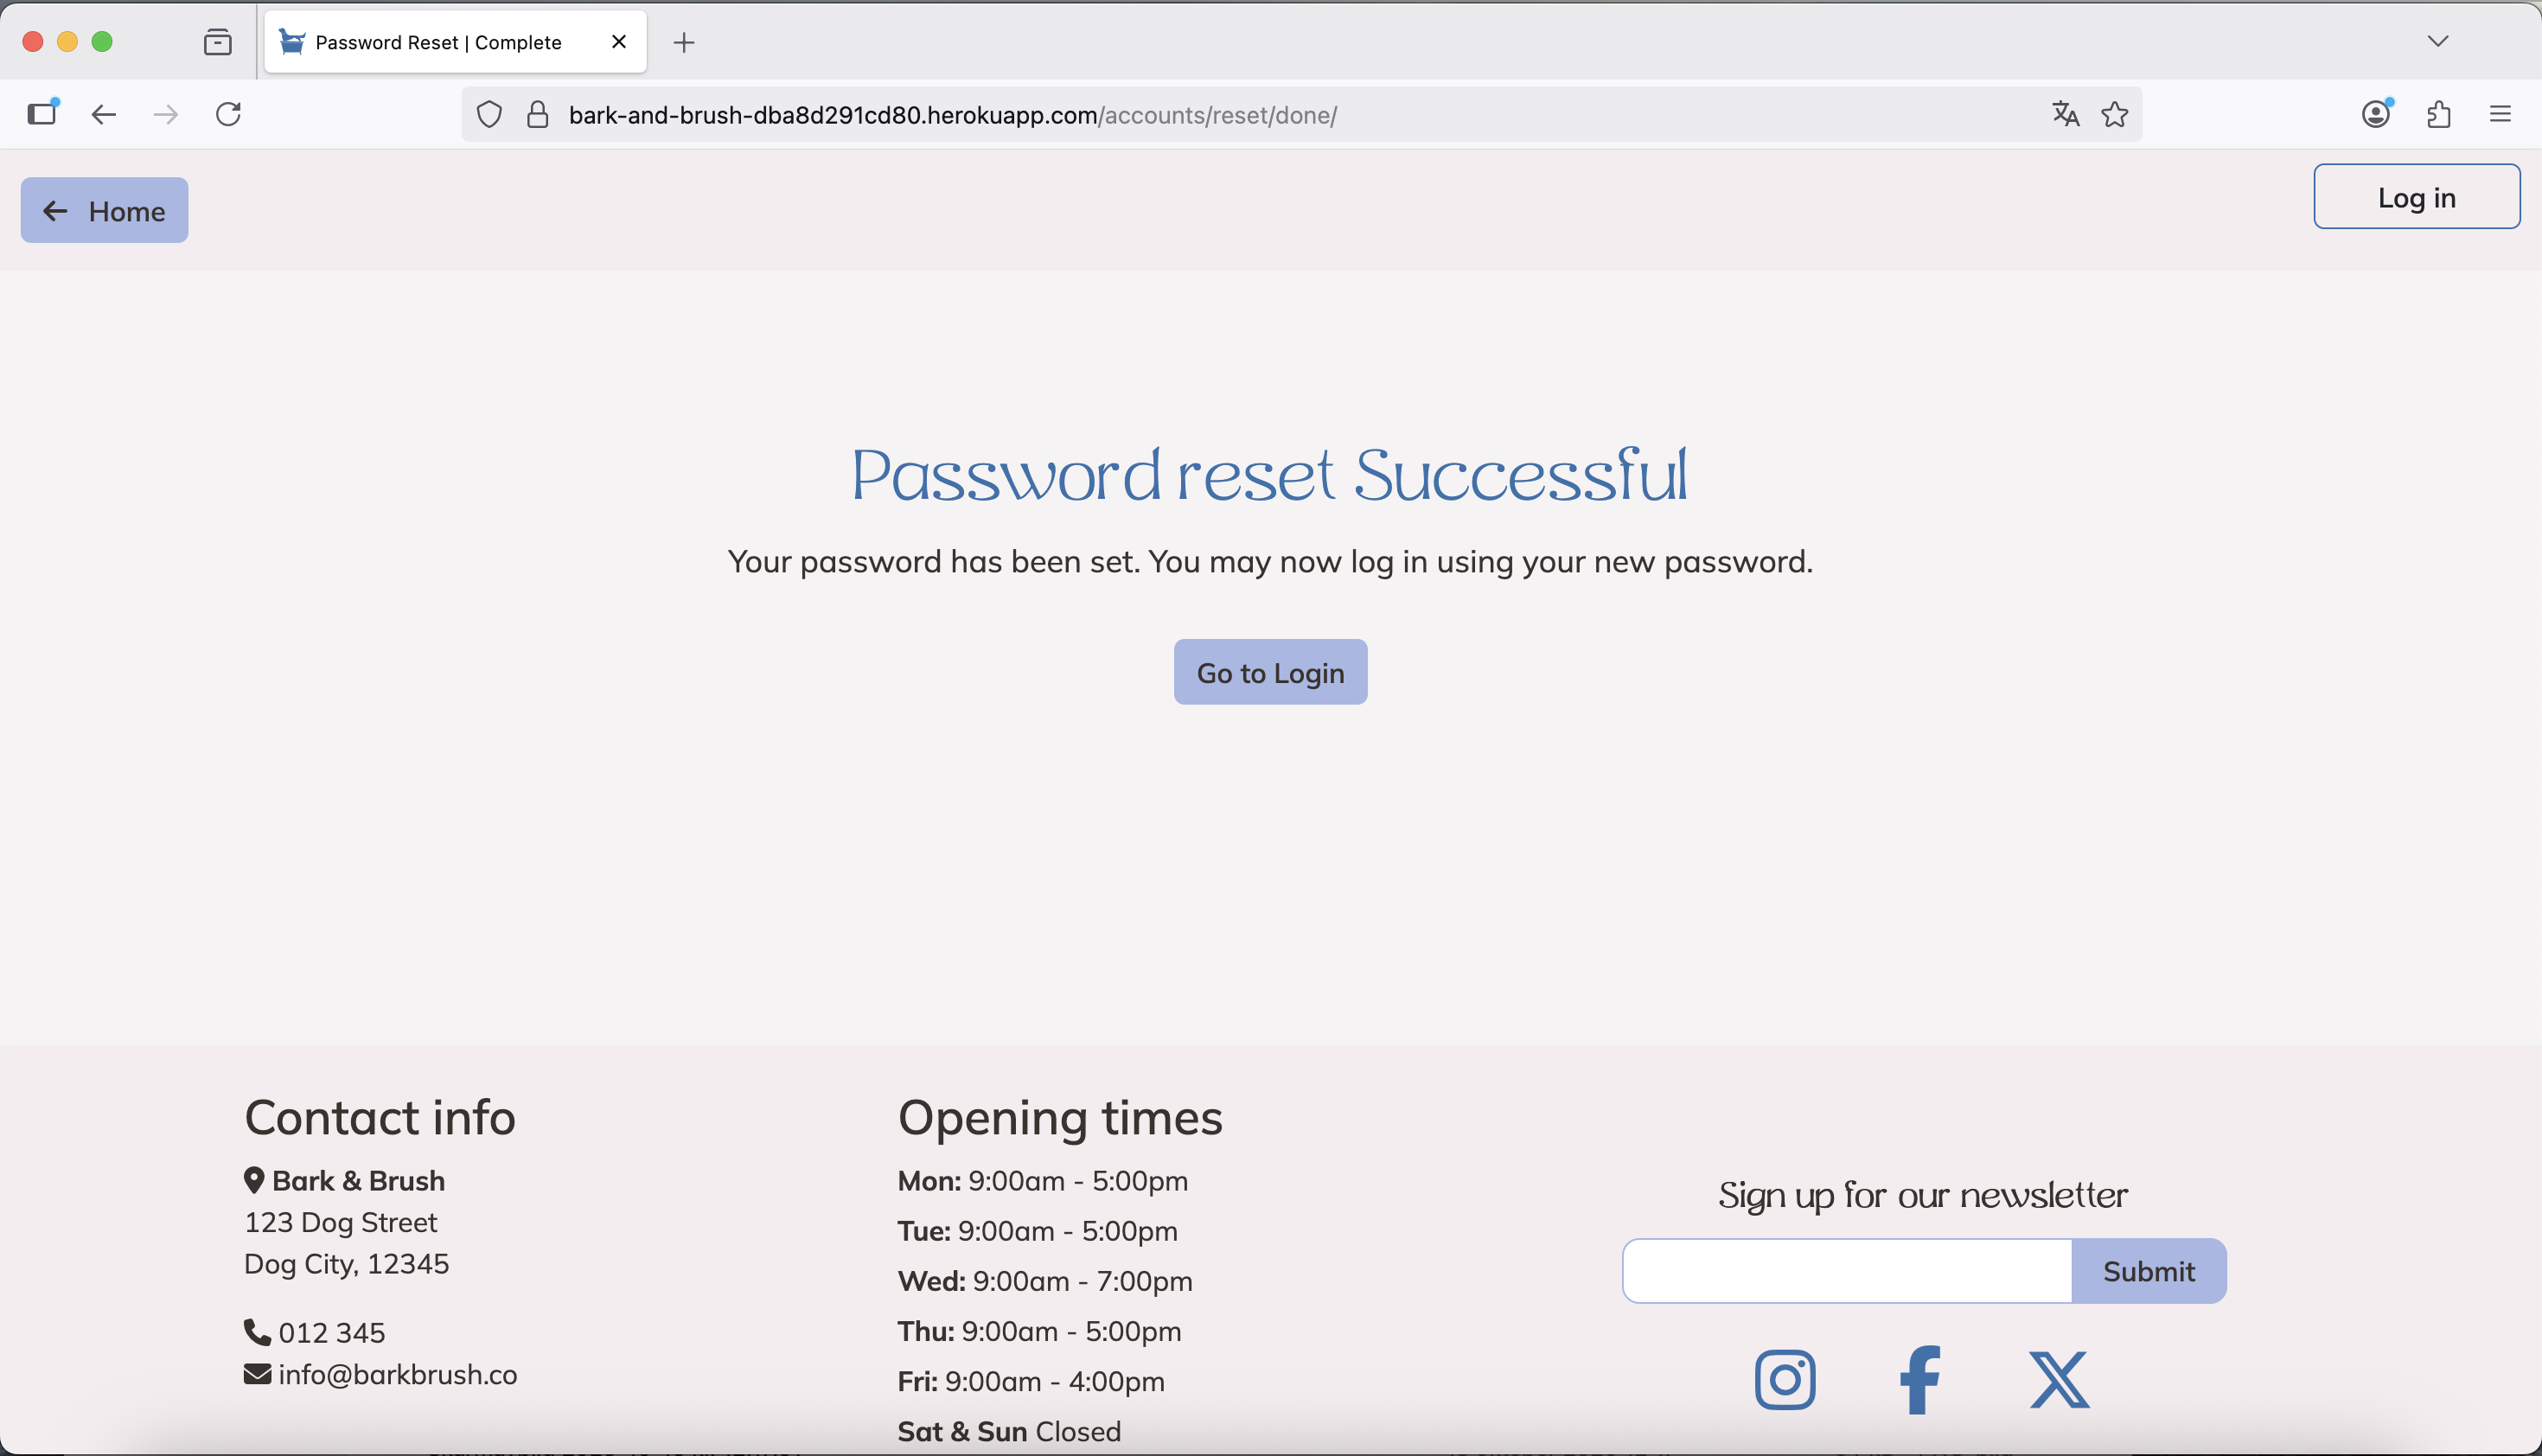 Password Reset | Complete
bark-and-brush-dba8d291cd80.herokuapp.com/accounts/reset/done/
Home
Log in
Password reset Successful
Your password has been set. You may now log in using your new password.
Go to Login
Contact info
Bark & Brush
123 Dog Street
Dog City, 12345
012 345
info@barkbrush.co
Opening times
Mon: 9:00am - 5:00pm
Tue: 9:00am - 5:00pm
Wed: 9:00am - 7:00pm
Thu: 9:00am - 5:00pm
Fri: 9:00am - 4:00pm
Sat & Sun Closed
Sign up for our newsletter
Submit